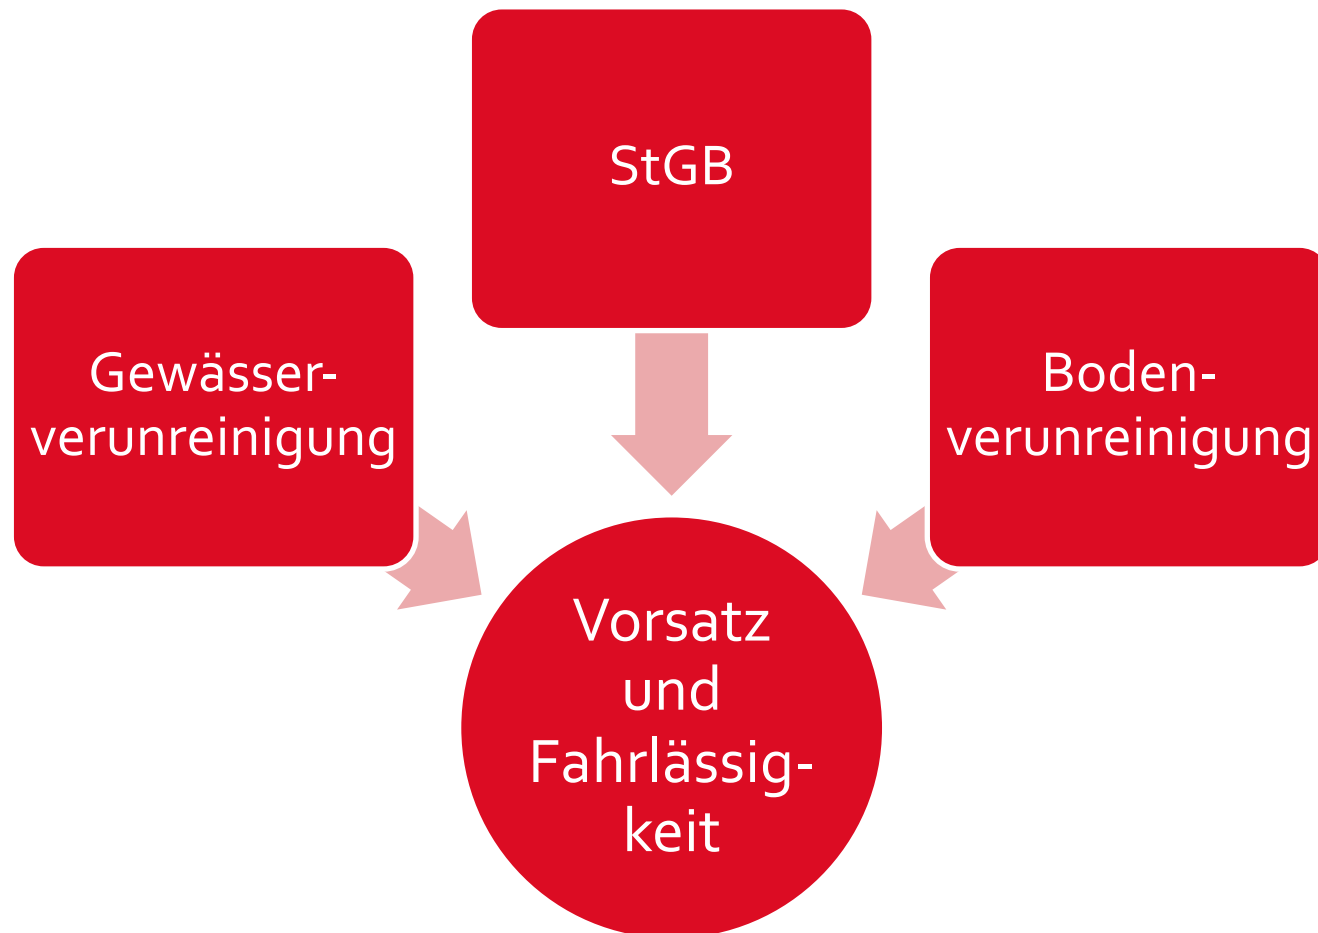 StGB
Gewässer-
verunreinigung
Boden-
verunreinigung
Vorsatz
und
Fahrlässig-
keit